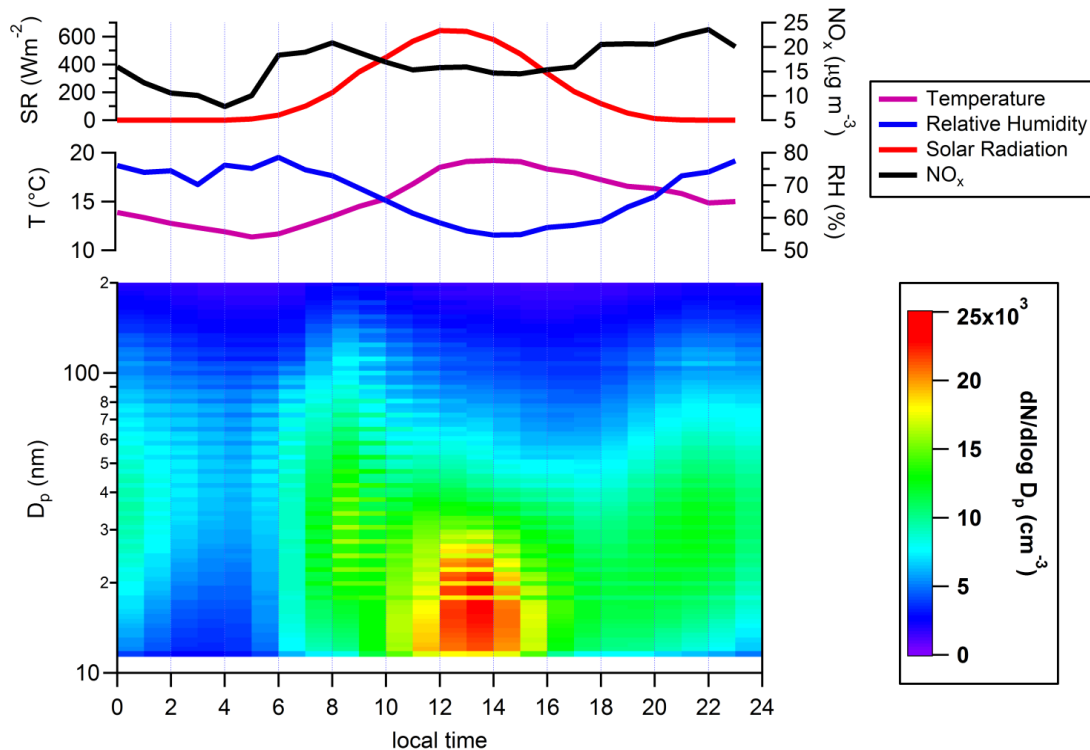 SR (Wm-2)
600
400
200
0
25
20
15
10
5
NOx (µg m-3)
T (°C)
20
15
10
80
70
60
50
RH (%)
Temperature
Relative Humidity
Solar Radiation
NOx
Dp (nm)
2
100
9
8
7
6
5
4
3
2
10
0 2 4 6 8 10 12 14 16 18 20 22 24
local time
25x10³
20
15
10
5
0
dN/dlog Dp (cm-3)